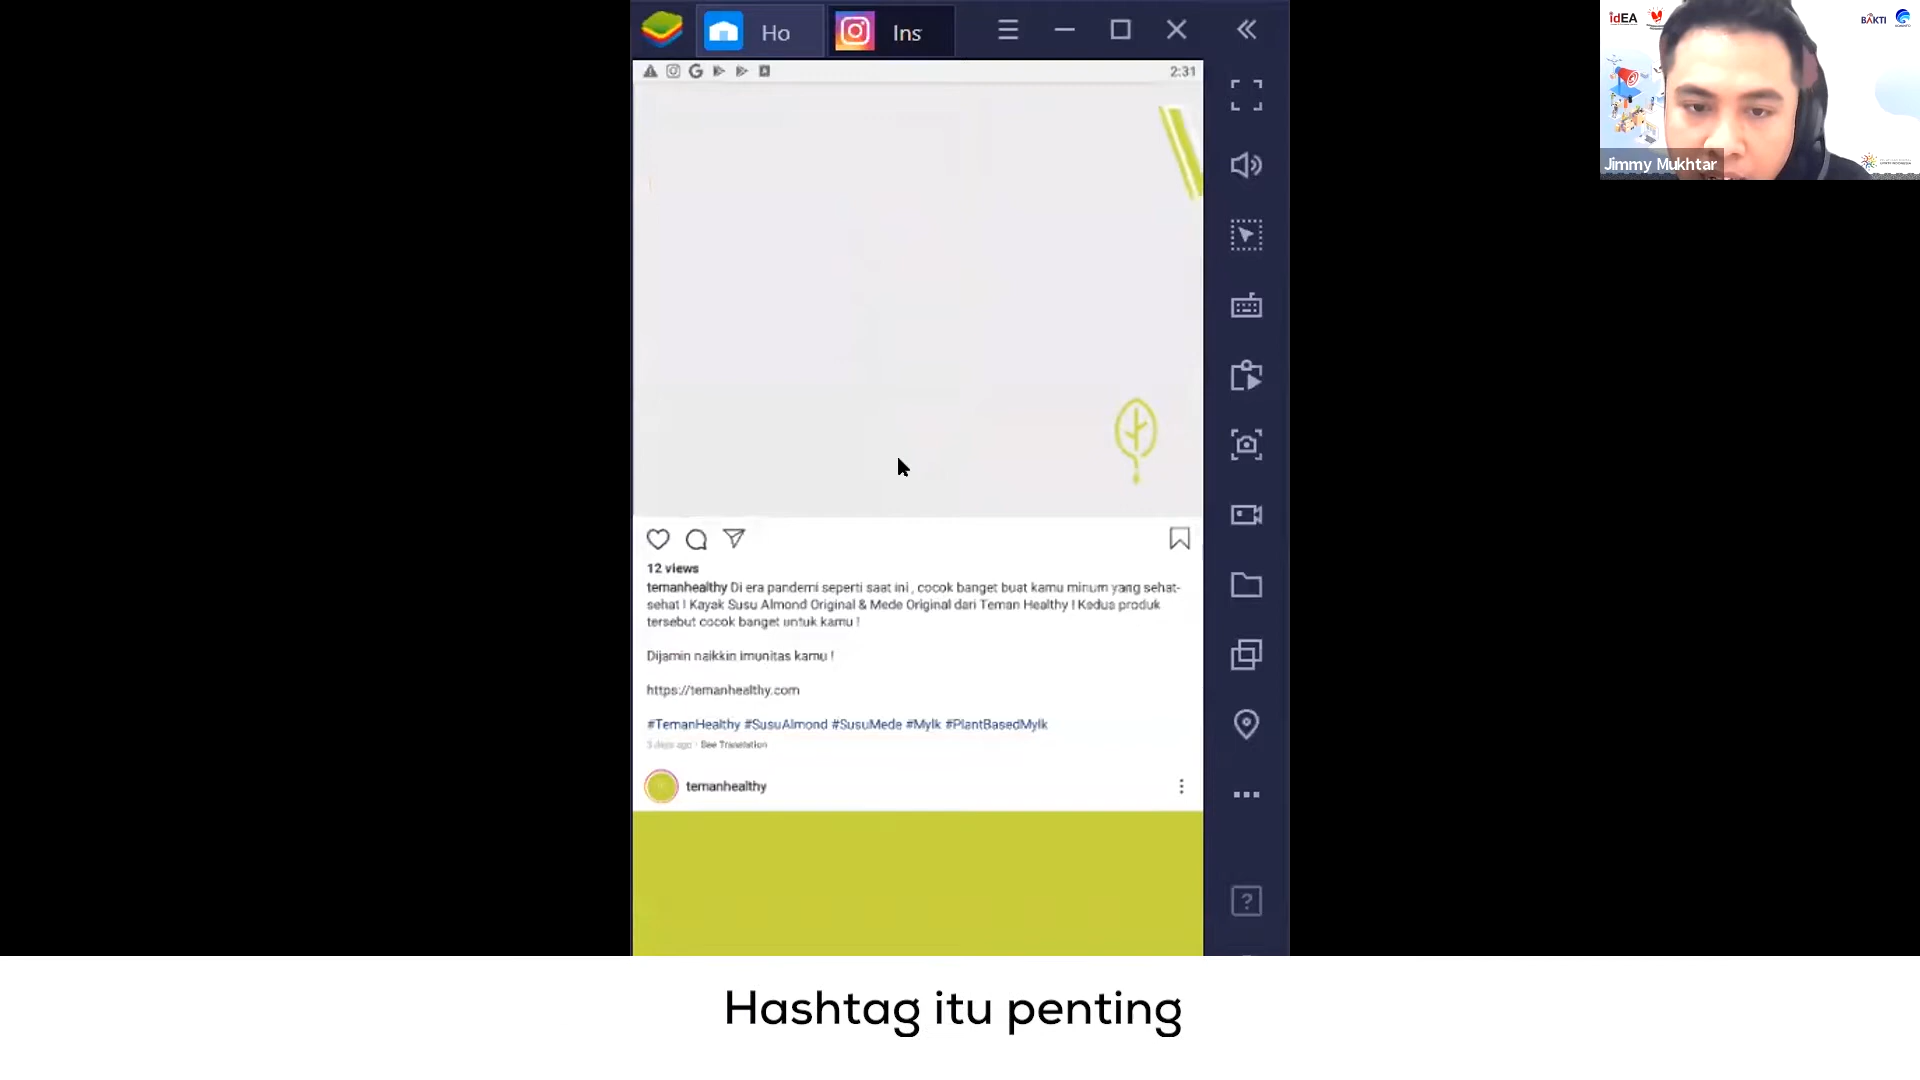 Ho
Ins
2:31
idEA
BAKTI
Jimmy Mukhtar
12 views
temanhealthy Di era pandemi seperti saat ini , cocok banget buat kamu minum yang sehat-
sehat ! Kayak Susu Almond Original & Mede Original dari Teman Healthy ! Kedua produk
tersebut cocok banget untuk kamu !
Dijamin naikkin imunitas kamu !
https://temanhealthy.com
#TemanHealthy #SusuAlmond #SusuMede #Mylk #PlantBasedMylk
3 days ago · See Translation
temanhealthy
Hashtag itu penting